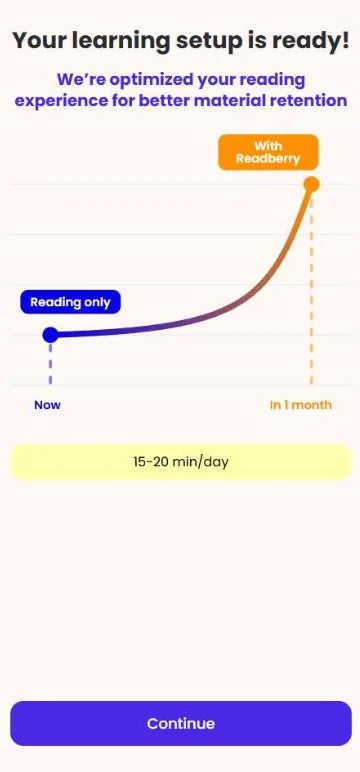 Your learning setup is ready!
We're optimized your reading
experience for better material retention
With
Readberry
Reading only
Now
In 1 month
15-20 min/day
Continue